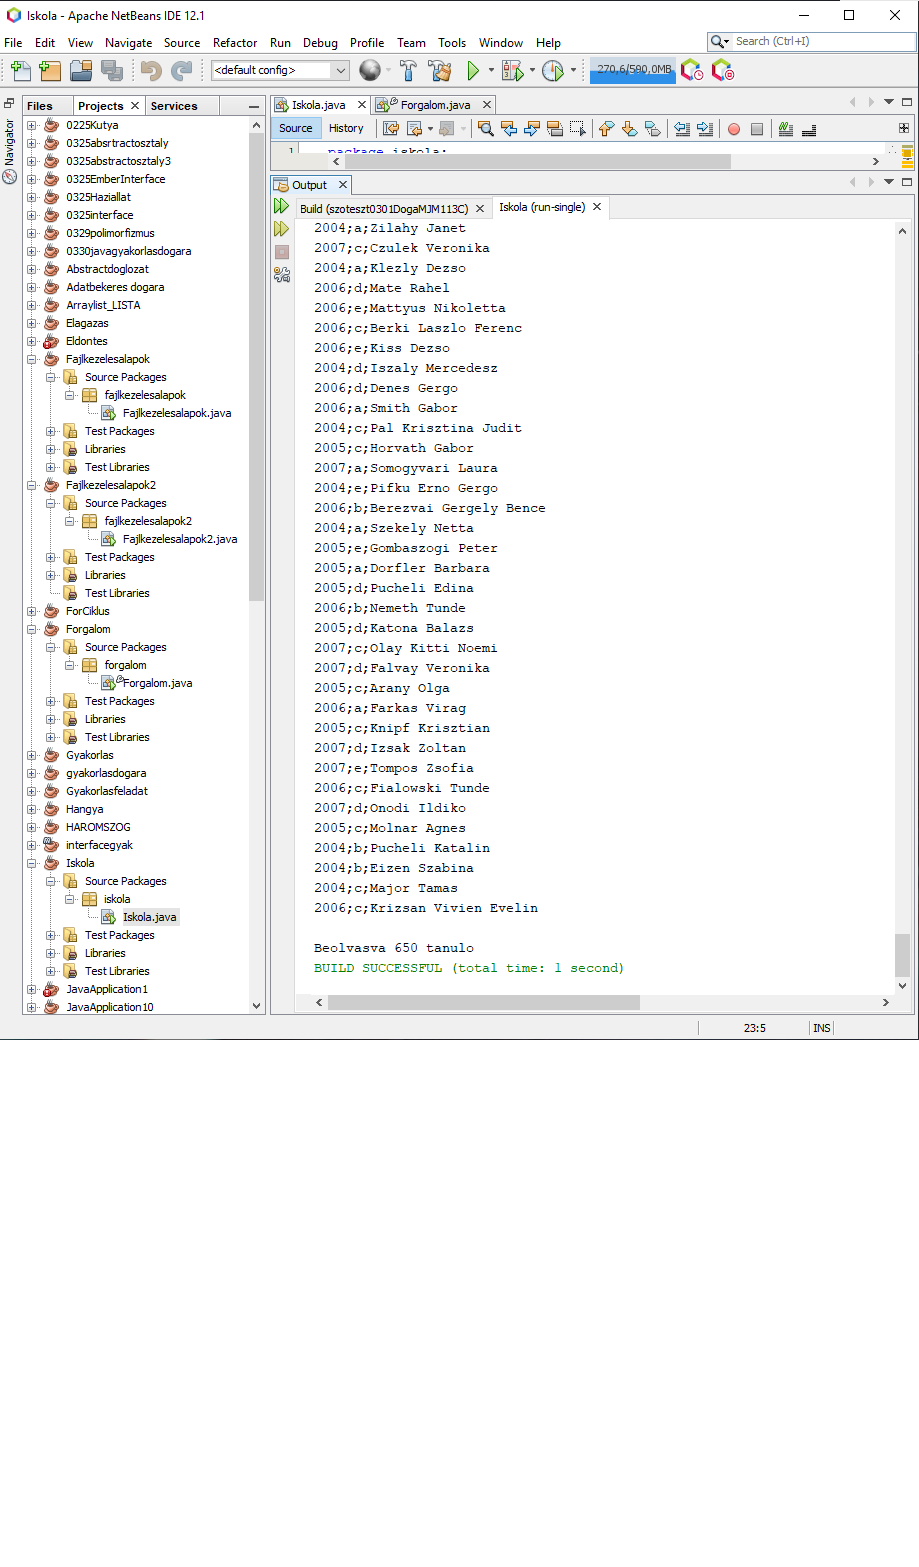 Iskola - Apache NetBeans IDE 12.1
File Edit View Navigate Source Refactor Run Debug Profile Team Tools Window Help
Search (Ctrl+I)
<default config>
270,6/590,0MB
Files Projects Services
Navigator
0225Kutya
0325absrtractosztaly
0325abstractosztaly3
0325EmberInterface
0325Haziallat
0325interface
0329polimorfizmus
0330javagyakorlasdogara
Abstractdoglozat
Adatbekeres dogara
Arraylist_LISTA
Elagazas
Eldontes
Fajlkezelesalapok
Source Packages
fajlkezelesalapok
Fajlkezelesalapok.java
Test Packages
Libraries
Test Libraries
Fajlkezelesalapok2
Source Packages
fajlkezelesalapok2
Fajlkezelesalapok2.java
Test Packages
Libraries
Test Libraries
ForCiklus
Forgalom
Source Packages
forgalom
Forgalom.java
Test Packages
Libraries
Test Libraries
Gyakorlas
gyakorlasdogara
Gyakorlasfeladat
Hangya
HAROMSZOG
interfacegyak
Iskola
Source Packages
iskola
Iskola.java
Test Packages
Libraries
Test Libraries
JavaApplication1
JavaApplication10
Iskola.java Forgalom.java
Source History
1 package iskola;
Output
Build (szoteszt0301DogaMJM113C) Iskola (run-single)
2004;a;Zilahy Janet
2007;c;Czulek Veronika
2004;a;Klezly Dezso
2006;d;Mate Rahel
2006;e;Mattyus Nikoletta
2006;c;Berki Laszlo Ferenc
2006;e;Kiss Dezso
2004;d;Iszaly Mercedesz
2006;d;Denes Gergo
2006;a;Smith Gabor
2004;c;Pal Krisztina Judit
2005;c;Horvath Gabor
2007;a;Somogyvari Laura
2004;e;Pifku Erno Gergo
2006;b;Berezvai Gergely Bence
2004;a;Szekely Netta
2005;e;Gombaszogi Peter
2005;a;Dorfler Barbara
2005;d;Pucheli Edina
2006;b;Nemeth Tunde
2005;d;Katona Balazs
2007;c;Olay Kitti Noemi
2007;d;Falvay Veronika
2005;c;Arany Olga
2006;a;Farkas Virag
2005;c;Knipf Krisztian
2007;d;Izsak Zoltan
2007;e;Tompos Zsofia
2006;c;Fialowski Tunde
2007;d;Onodi Ildiko
2005;c;Molnar Agnes
2004;b;Pucheli Katalin
2004;b;Eizen Szabina
2004;c;Major Tamas
2006;c;Krizsan Vivien Evelin
Beolvasva 650 tanulo
BUILD SUCCESSFUL (total time: 1 second)
23:5 INS